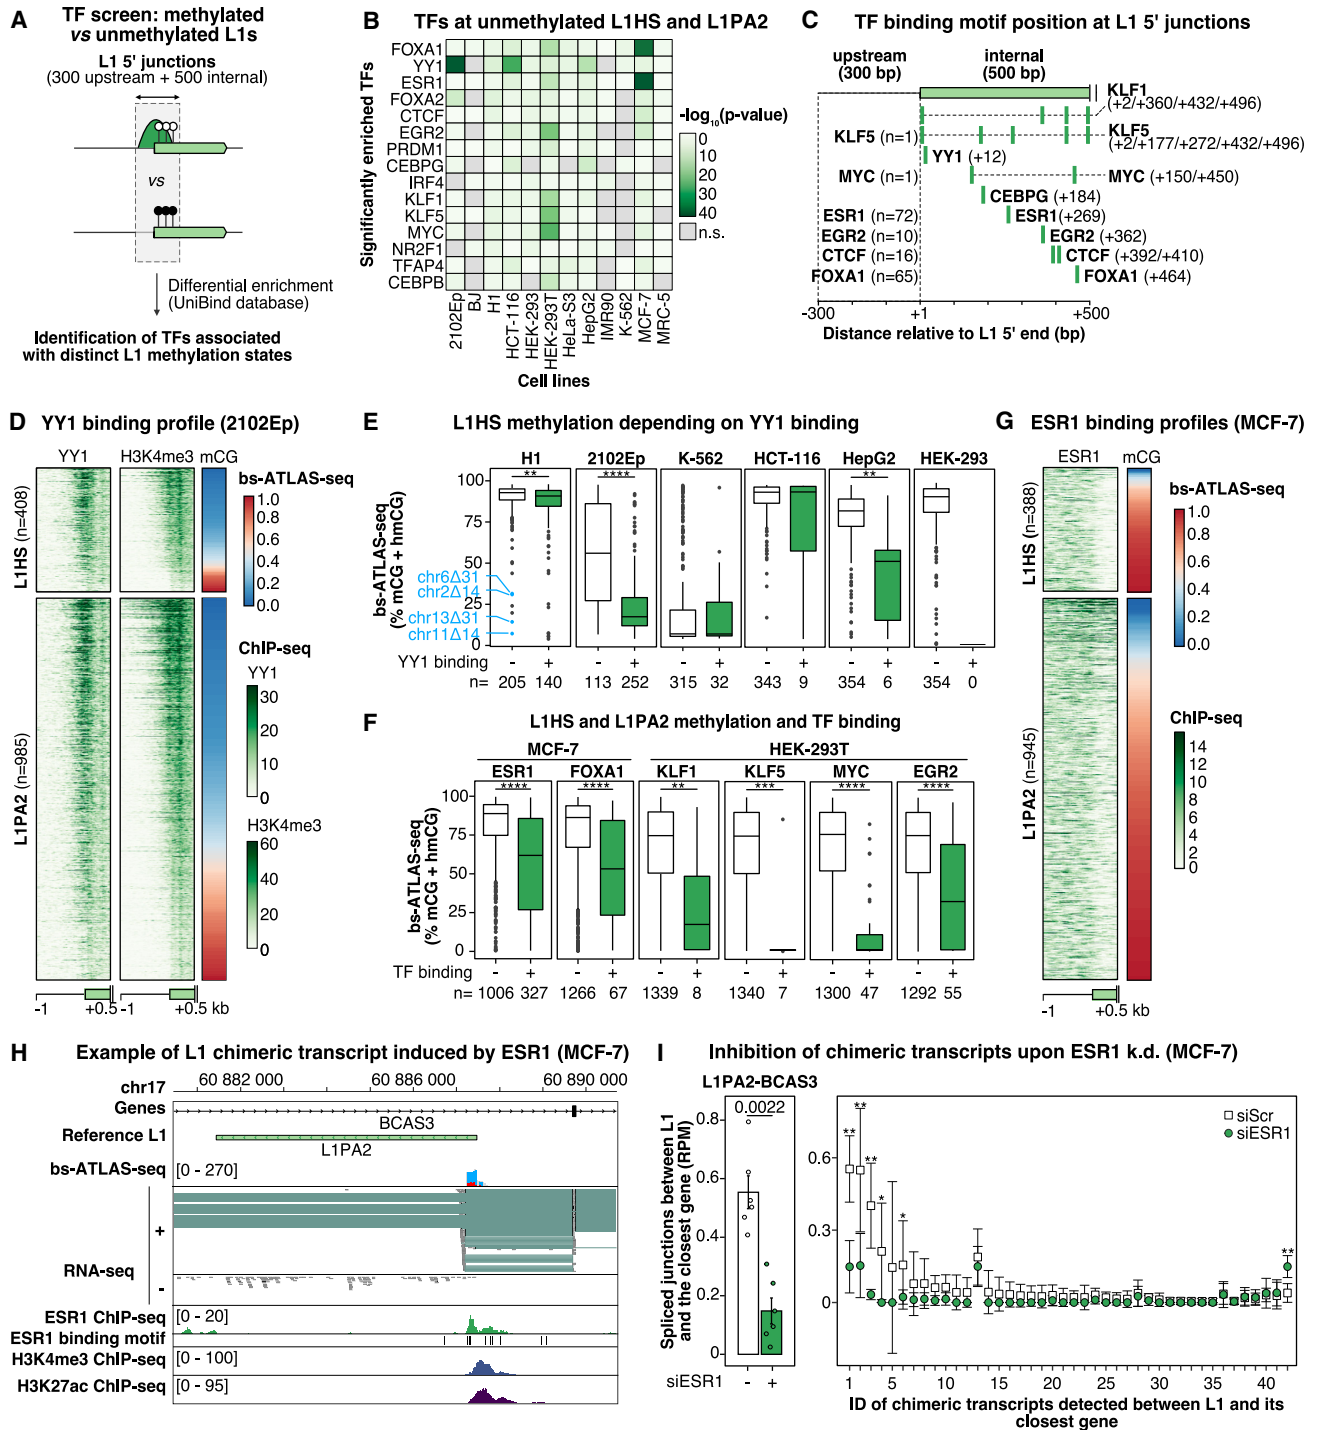 A
TF screen: methylated
vs unmethylated L1s
L1 5' junctions
(300 upstream + 500 internal)
vs
Differential enrichment
(UniBind database)
Identification of TFs associated
with distinct L1 methylation states
B
TFs at unmethylated L1HS and L1PA2
Significantly enriched TFs
FOXA1
YY1
ESR1
FOXA2
CTCF
EGR2
PRDM1
CEBPG
IRF4
KLF1
KLF5
MYC
NR2F1
TFAP4
CEBPB
2102Ep
BJ
H1
HCT-116
HEK-293
HEK-293T
HeLa-S3
HepG2
IMR90
K-562
MCF-7
MRC-5
Cell lines
-log10(p-value)
0
10
20
30
40
n.s.
C
TF binding motif position at L1 5' junctions
upstream
(300 bp)
internal
(500 bp)
KLF1
(+2/+360/+432/+496)
KLF5 (n=1)
KLF5
(+2/+177/+272/+432/+496)
YY1 (+12)
MYC (n=1)
MYC (+150/+450)
CEBPG (+184)
ESR1 (n=72)
ESR1(+269)
EGR2 (n=10)
EGR2 (+362)
CTCF (n=16)
CTCF (+392/+410)
FOXA1 (n=65)
FOXA1 (+464)
-300
+1
+500
Distance relative to L1 5' end (bp)
D
YY1 binding profile (2102Ep)
YY1
H3K4me3
mCG
L1HS (n=408)
L1PA2 (n=985)
-1
+0.5
-1
+0.5 kb
bs-ATLAS-seq
1.0
0.8
0.6
0.4
0.2
0.0
ChIP-seq
YY1
30
20
10
0
H3K4me3
60
40
20
0
E
L1HS methylation depending on YY1 binding
H1
2102Ep
K-562
HCT-116
HepG2
HEK-293
**
****
**
bs-ATLAS-seq
(% mCG + hmCG)
100
75
50
25
0
chr6Δ31
chr2Δ14
chr13Δ31
chr11Δ14
YY1 binding
-
+
-
+
-
+
-
+
-
+
-
+
n=
205
140
113
252
315
32
343
9
354
6
354
0
F
L1HS and L1PA2 methylation and TF binding
MCF-7
HEK-293T
ESR1
FOXA1
KLF1
KLF5
MYC
EGR2
****
****
**
***
****
****
bs-ATLAS-seq
(% mCG + hmCG)
100
75
50
25
0
TF binding
-
+
-
+
-
+
-
+
-
+
-
+
n=
1006
327
1266
67
1339
8
1340
7
1300
47
1292
55
G
ESR1 binding profiles (MCF-7)
ESR1
mCG
L1HS (n=388)
L1PA2 (n=945)
-1
+0.5 kb
bs-ATLAS-seq
1.0
0.8
0.6
0.4
0.2
0.0
ChIP-seq
14
12
10
8
6
4
2
0
H
Example of L1 chimeric transcript induced by ESR1 (MCF-7)
chr17
60 882 000
60 886 000
60 890 000
Genes
BCAS3
Reference L1
L1PA2
bs-ATLAS-seq
[0 - 270]
+
RNA-seq
-
ESR1 ChIP-seq
[0 - 20]
ESR1 binding motif
H3K4me3 ChIP-seq
[0 - 100]
H3K27ac ChIP-seq
[0 - 95]
I
Inhibition of chimeric transcripts upon ESR1 k.d. (MCF-7)
L1PA2-BCAS3
0.0022
Spliced junctions between L1
and the closest gene (RPM)
0.8
0.6
0.4
0.2
0
siESR1
-
+
siScr
siESR1
0.6
0.3
0
**
**
**
*
*
**
1
5
10
15
20
25
30
35
40
ID of chimeric transcripts detected between L1 and its
closest gene